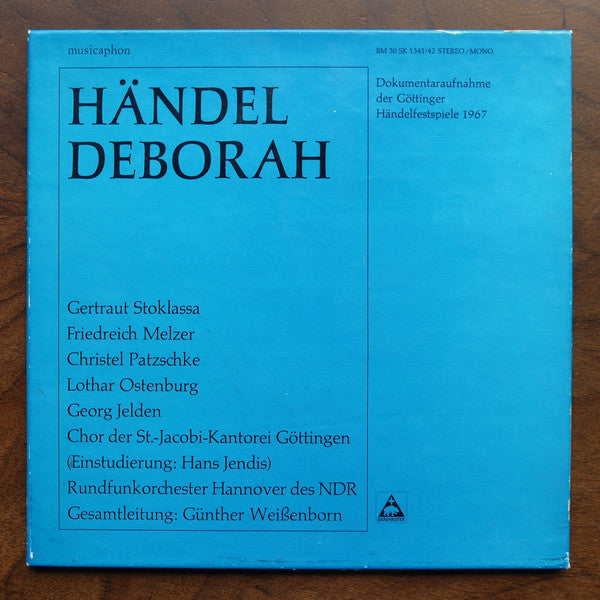 musicaphon
BM 30 SK 1341/42 STEREO/MONO
HÄNDEL
DEBORAH
Dokumentaraufnahme
der Göttinger
Händelfestspiele 1967
Gertraut Stoklassa
Friedreich Melzer
Christel Patzschke
Lothar Ostenburg
Georg Jelden
Chor der St.-Jacobi-Kantorei Göttingen
(Einstudierung: Hans Jendis)
Rundfunkorchester Hannover des NDR
Gesamtleitung: Günther Weißenborn
BÄRENREITER